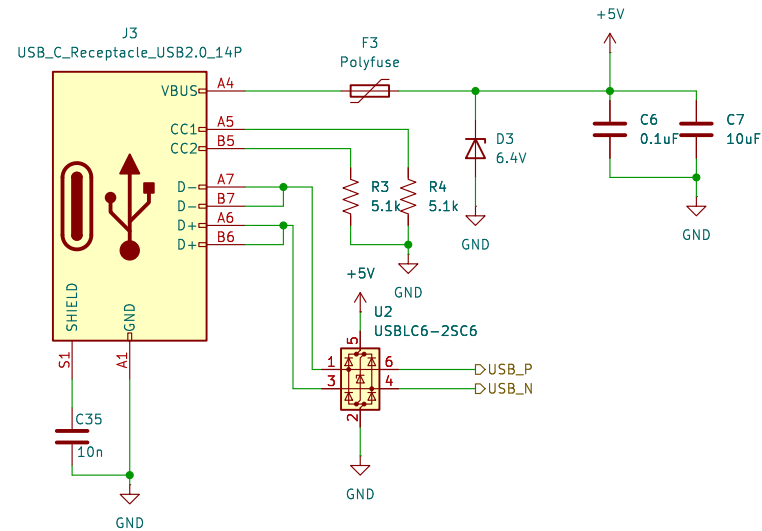 +5V
J3
USB_C_Receptacle_USB2.0_14P
F3
Polyfuse
VBUS
A4
CC1
A5
CC2
B5
D-
A7
D-
B7
D+
A6
D+
B6
SHIELD
GND
S1
A1
C6
0.1uF
C7
10uF
D3
6.4V
R3
5.1k
R4
5.1k
GND
GND
GND
+5V
U2
USBLC6-2SC6
5
1
6
3
4
2
USB_P
USB_N
C35
10n
GND
GND